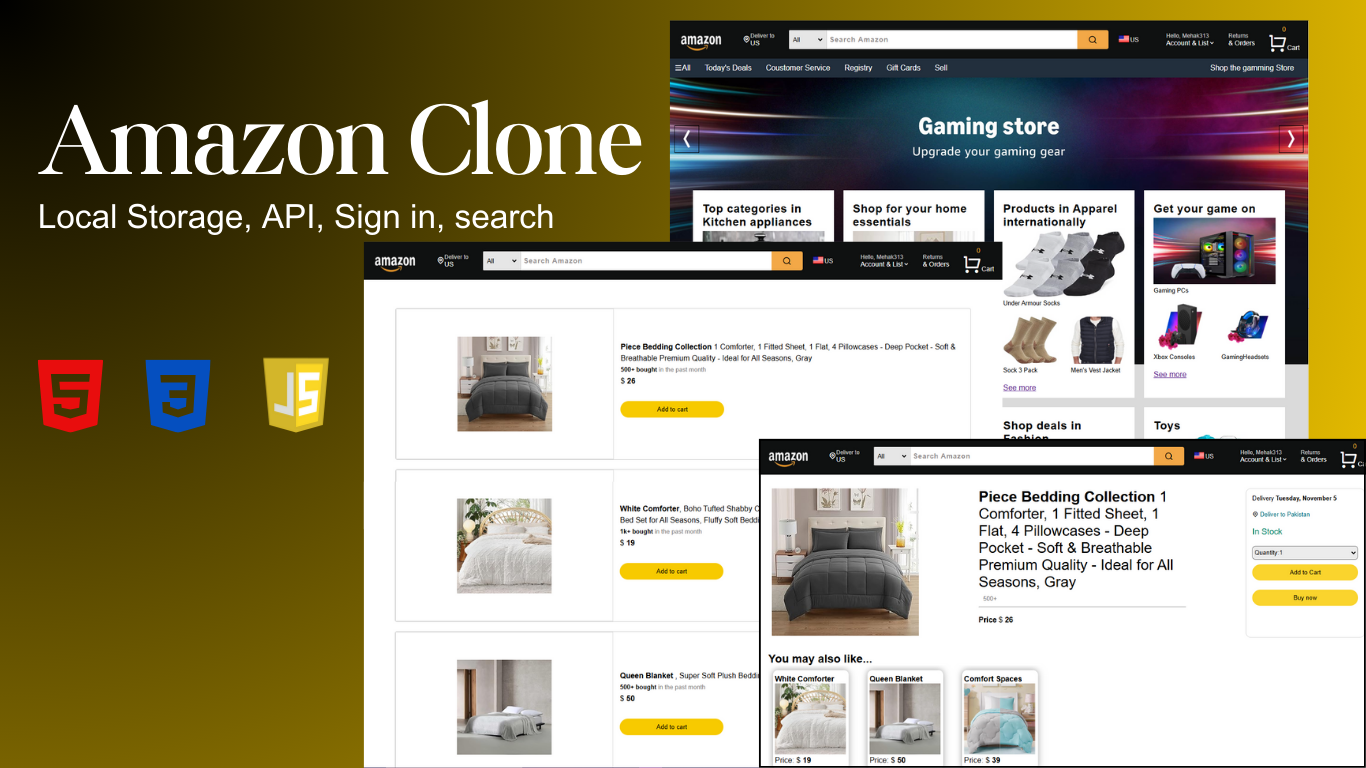 Amazon Clone
Local Storage, API, Sign in, search
5
3
JS
amazon
Deliver to
US
All
Search Amazon
US
Hello, Mehak313
Account & List
Returns
& Orders
0
Cart
All
Today's Deals
Coustomer Service
Registry
Gift Cards
Sell
Shop the gamming Store
Gaming store
Upgrade your gaming gear
Top categories in
Kitchen appliances
Shop for your home
essentials
Products in Apparel
internationally
Under Armour Socks
Sock 3 Pack
Men's Vest Jacket
See more
Get your game on
Gaming PCs
Xbox Consoles
GamingHeadsets
See more
Shop deals in
Fashion
Toys
amazon
Deliver to
US
All
Search Amazon
US
Hello, Mehak313
Account & List
Returns
& Orders
0
Cart
Piece Bedding Collection 1 Comforter, 1 Fitted Sheet, 1 Flat, 4 Pillowcases - Deep Pocket - Soft &
Breathable Premium Quality - Ideal for All Seasons, Gray
500+ bought in the past month
$ 26
Add to cart
White Comforter, Boho Tufted Shabby C
Bed Set for All Seasons, Fluffy Soft Beddi
1k+ bought in the past month
$ 19
Add to cart
Queen Blanket , Super Soft Plush Beddi
500+ bought in the past month
$ 50
Add to cart
amazon
Deliver to
US
All
Search Amazon
US
Hello, Mehak313
Account & List
Returns
& Orders
0
Piece Bedding Collection 1
Comforter, 1 Fitted Sheet, 1
Flat, 4 Pillowcases - Deep
Pocket - Soft & Breathable
Premium Quality - Ideal for All
Seasons, Gray
500+
Price $ 26
Delivery Tuesday, November 5
Deliver to Pakistan
In Stock
Quantity:1
Add to Cart
Buy now
You may also like...
White Comforter
Price: $ 19
Queen Blanket
Price: $ 50
Comfort Spaces
Price: $ 39